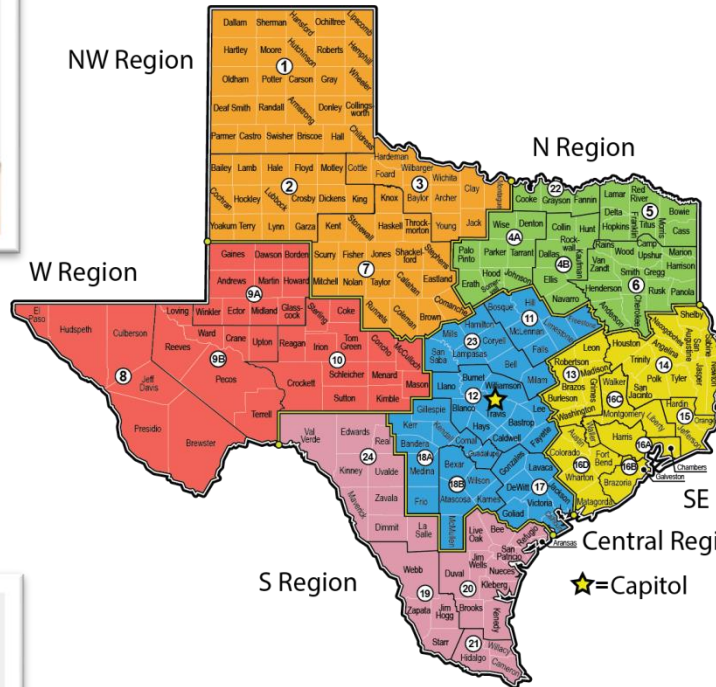 NW Region
Dallam Sherman Hansford Ochiltree Lipscomb
Hartley Moore Hutchinson Roberts Hemphill
1
Oldham Potter Carson Gray Wheeler
Deaf Smith Randall Armstrong Donley Collings-
worth
Parmer Castro Swisher Briscoe Hall Childress
Bailey Lamb Hale Floyd Motley Cottle
2
Cochran Hockley Lubbock Crosby Dickens King
Yoakum Terry Lynn Garza Kent
Hardeman
Foard Wilbarger Wichita
3
Knox Baylor Archer Clay
Stonewall Haskell Throck-
morton Young Jack
Scurry Fisher Jones Shackel-
ford Stephens
7
Mitchell Nolan Taylor Callahan Eastland
Runnels Coleman Brown Comanche
N Region
22
Cooke Grayson Fannin
Lamar Red
River
5
Bowie
Delta Franklin Titus Morris
Hopkins Cass
Wise Denton Collin Hunt
4A
Palo
Pinto Parker Tarrant Dallas Rock-
wall Kaufman
4B
Erath Hood Somer-
vell Johnson Ellis
Navarro
Rains Camp
Wood Upshur Marion
Van
Zandt Harrison
Smith Gregg
Henderson 6 Rusk Panola
Anderson Cherokee
W Region
Gaines Dawson Borden
Andrews Martin Howard
9A
Loving Winkler Ector Midland Glass-
cock Sterling Coke
El
Paso
Hudspeth Culberson Reeves Ward Crane Upton Reagan Irion Tom
Green Concho McCulloch
9B
8
Jeff
Davis
Pecos
10
Crockett Schleicher Menard Mason
Sutton Kimble
Presidio Brewster Terrell
Bosque Hill
11
McLennan Limestone
23
Mills Hamilton Coryell Falls
San
Saba Lampasas Bell Milam
Llano Burnet Williamson
12
Gillespie Blanco Travis Lee
Hays Bastrop
Kerr Kendall Comal Caldwell Fayette
Bandera 18A Guadalupe Gonzales
Medina Bexar Wilson Lavaca
18B DeWitt 17 Jackson
Frio Atascosa Karnes Victoria
McMullen Goliad
Shelby
Nacogdoches San
Augustine Sabine
Leon Houston Angelina
14
Robertson Madison Trinity Jasper Newton
13
Brazos Grimes Walker Polk Tyler
Burleson 16C San
Jacinto
Washington Montgomery Hardin
Liberty 15 Orange
Jefferson
Austin Waller Harris 16A
Colorado Fort
Bend Chambers
16D 16B Galveston
Wharton Brazoria
Matagorda
SE
Aransas
Central Regi
=Capitol
S Region
Val
Verde Edwards Real
24
Kinney Uvalde
Maverick Zavala
Dimmit La
Salle
Live
Oak Bee Refugio
San
Patricio
Jim
Wells
Webb Duval Nueces
Kleberg
19 20
Zapata Jim
Hogg Brooks Kenedy
Starr 21 Willacy
Hidalgo Cameron